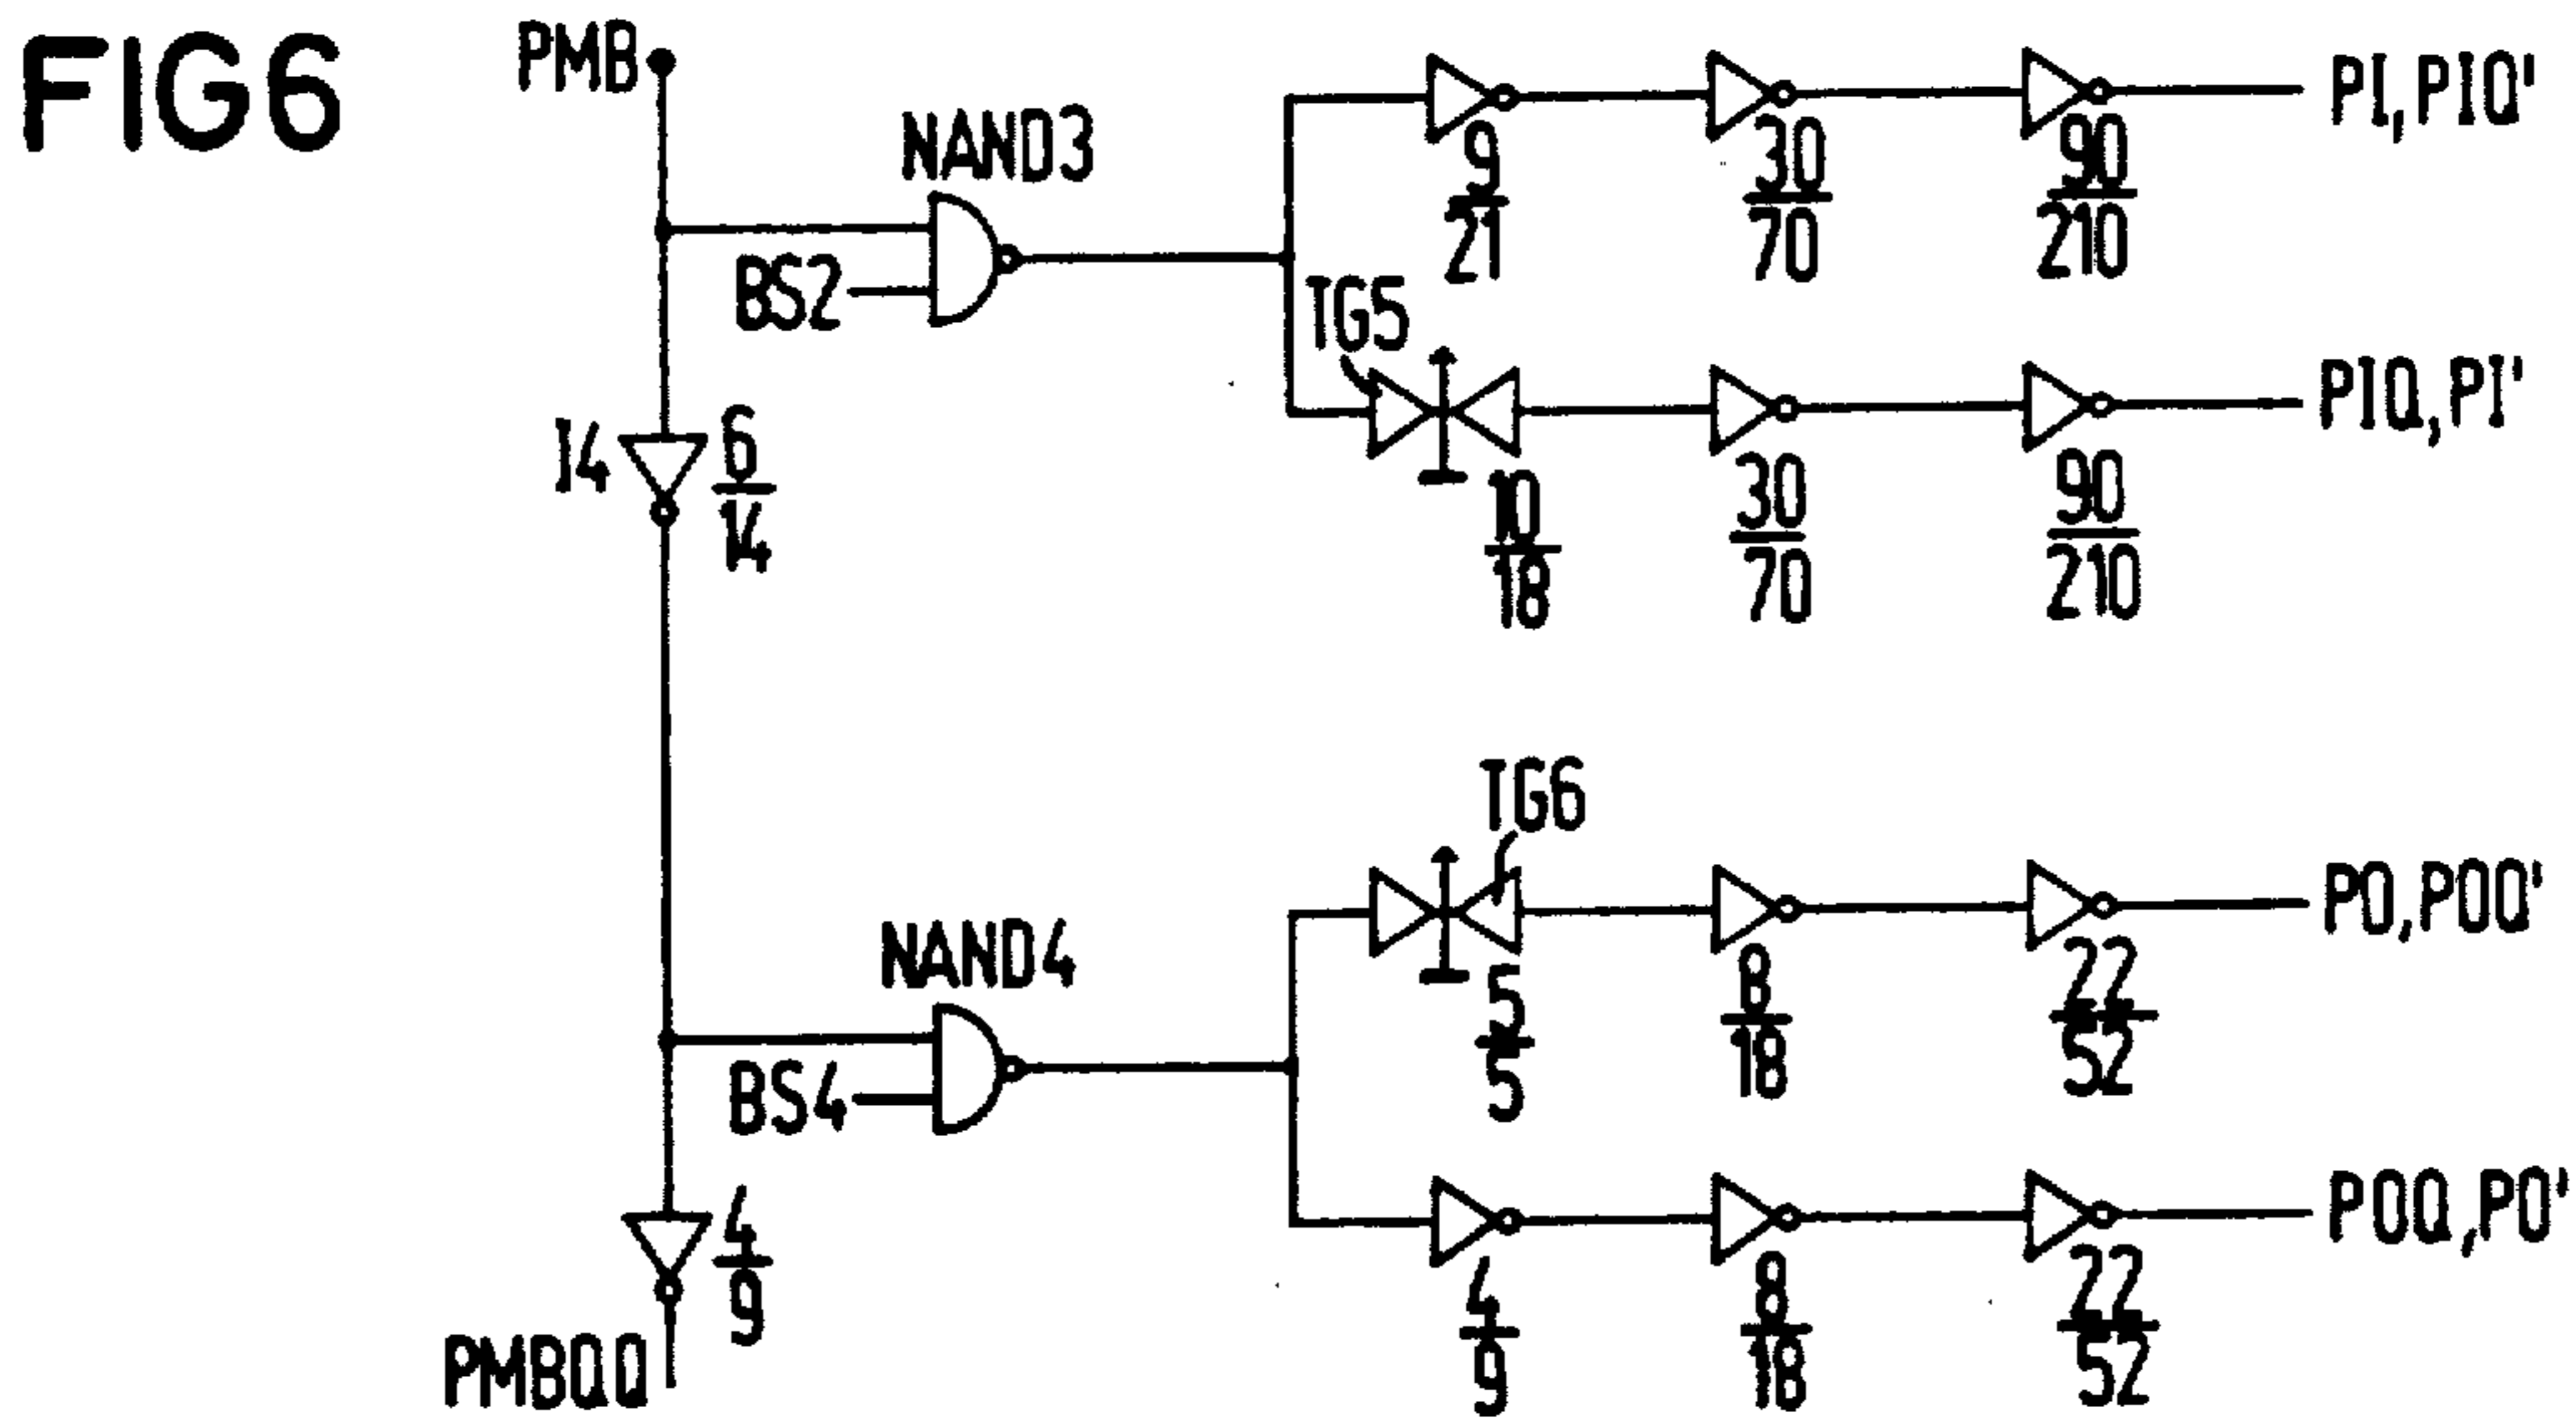 FIG6
PMB
NAND3
BS2
9
21
30
70
90
210
PI,PIQ'
TG5
10
18
30
70
90
210
PIQ,PI'
I4
6
14
TG6
NAND4
BS4
5
5
8
18
22
52
PO,POQ'
4
9
8
18
22
52
POQ,PO'
4
9
PMBQQ